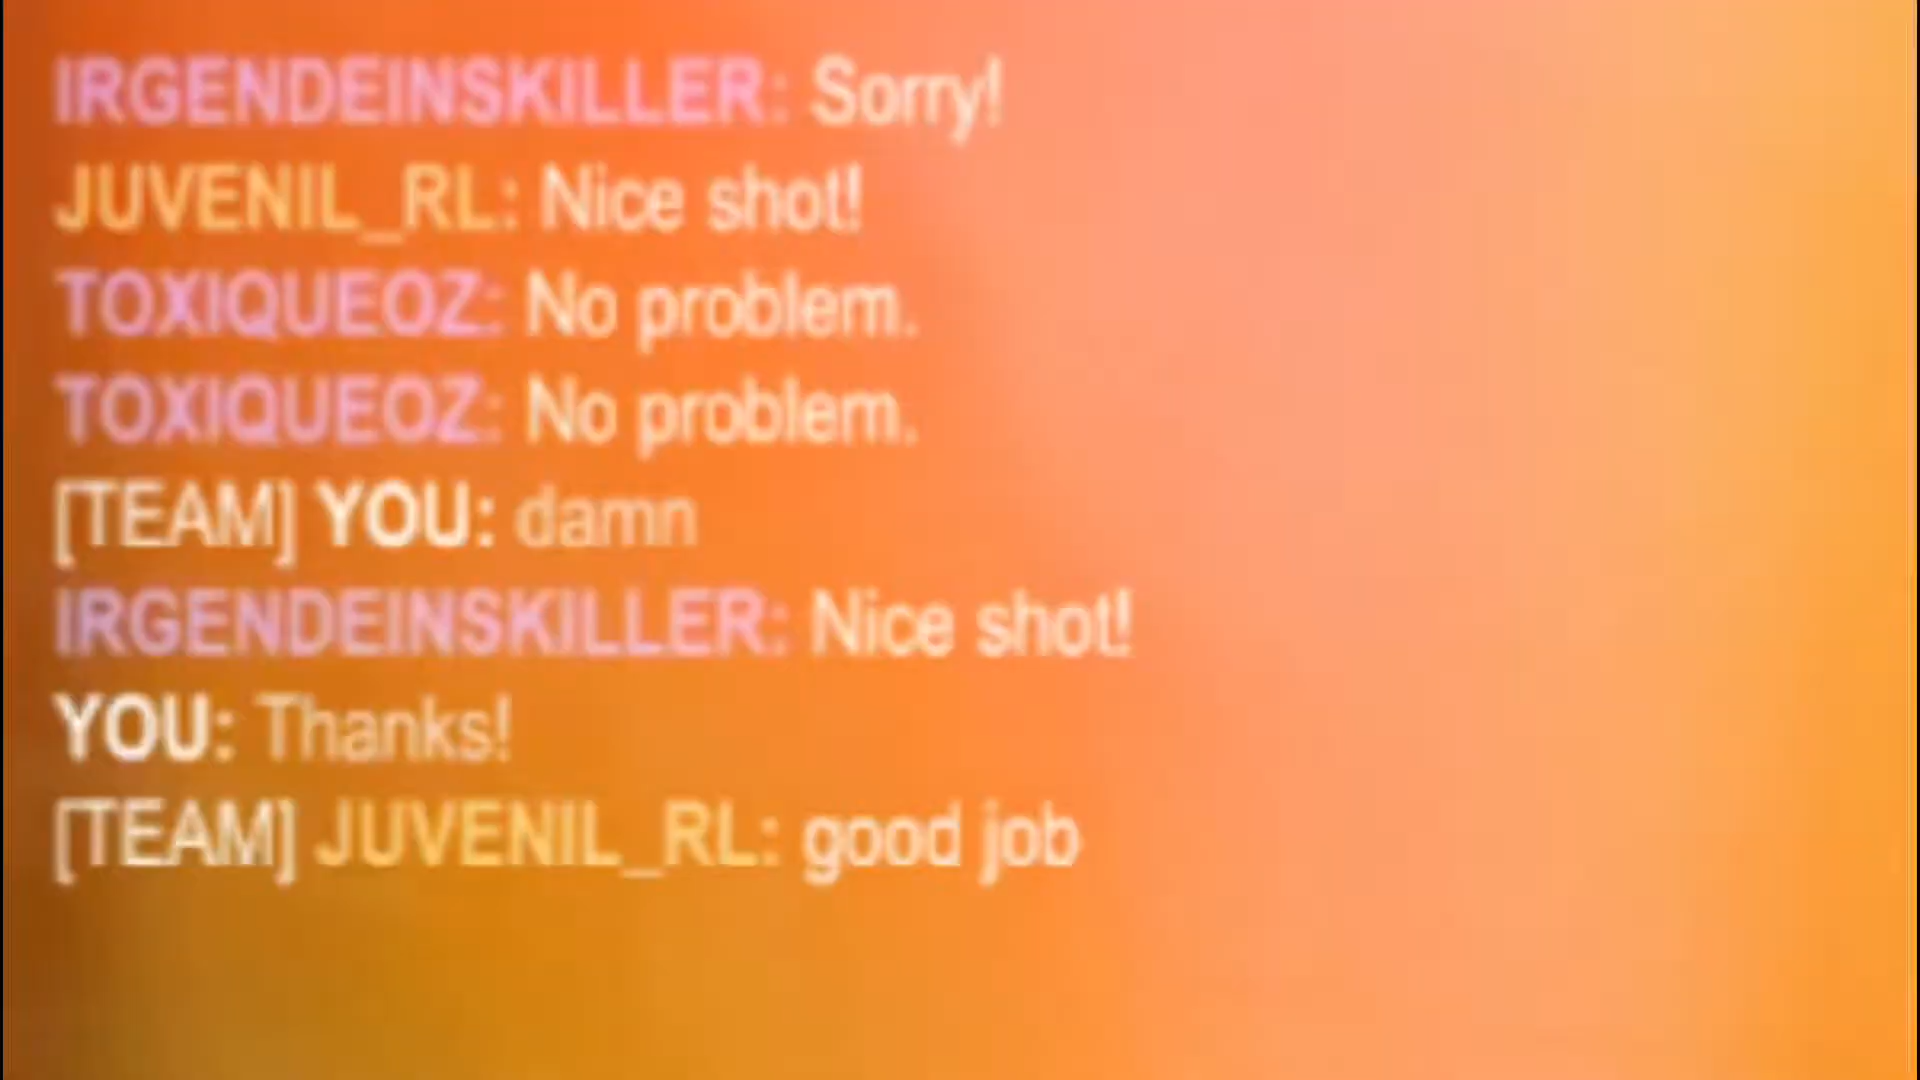 IRGENDEINSKILLER: Sorry!
JUVENIL_RL: Nice shot!
TOXIQUEOZ: No problem.
TOXIQUEOZ: No problem.
[TEAM] YOU: damn
IRGENDEINSKILLER: Nice shot!
YOU: Thanks!
[TEAM] JUVENIL_RL: good job